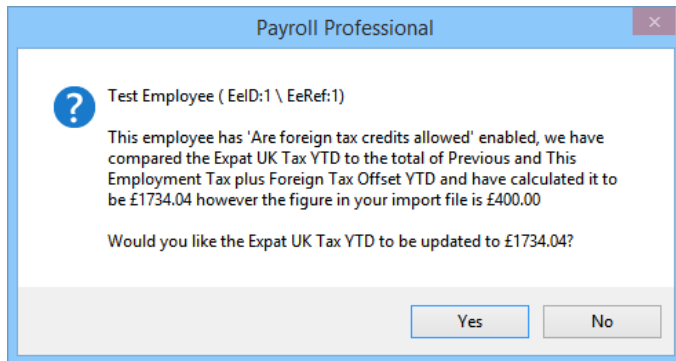 Payroll Professional
Test Employee ( EeID:1 \ EeRef:1)
This employee has 'Are foreign tax credits allowed' enabled, we have
compared the Expat UK Tax YTD to the total of Previous and This
Employment Tax plus Foreign Tax Offset YTD and have calculated it to
be £1734.04 however the figure in your import file is £400.00
Would you like the Expat UK Tax YTD to be updated to £1734.04?
Yes
No